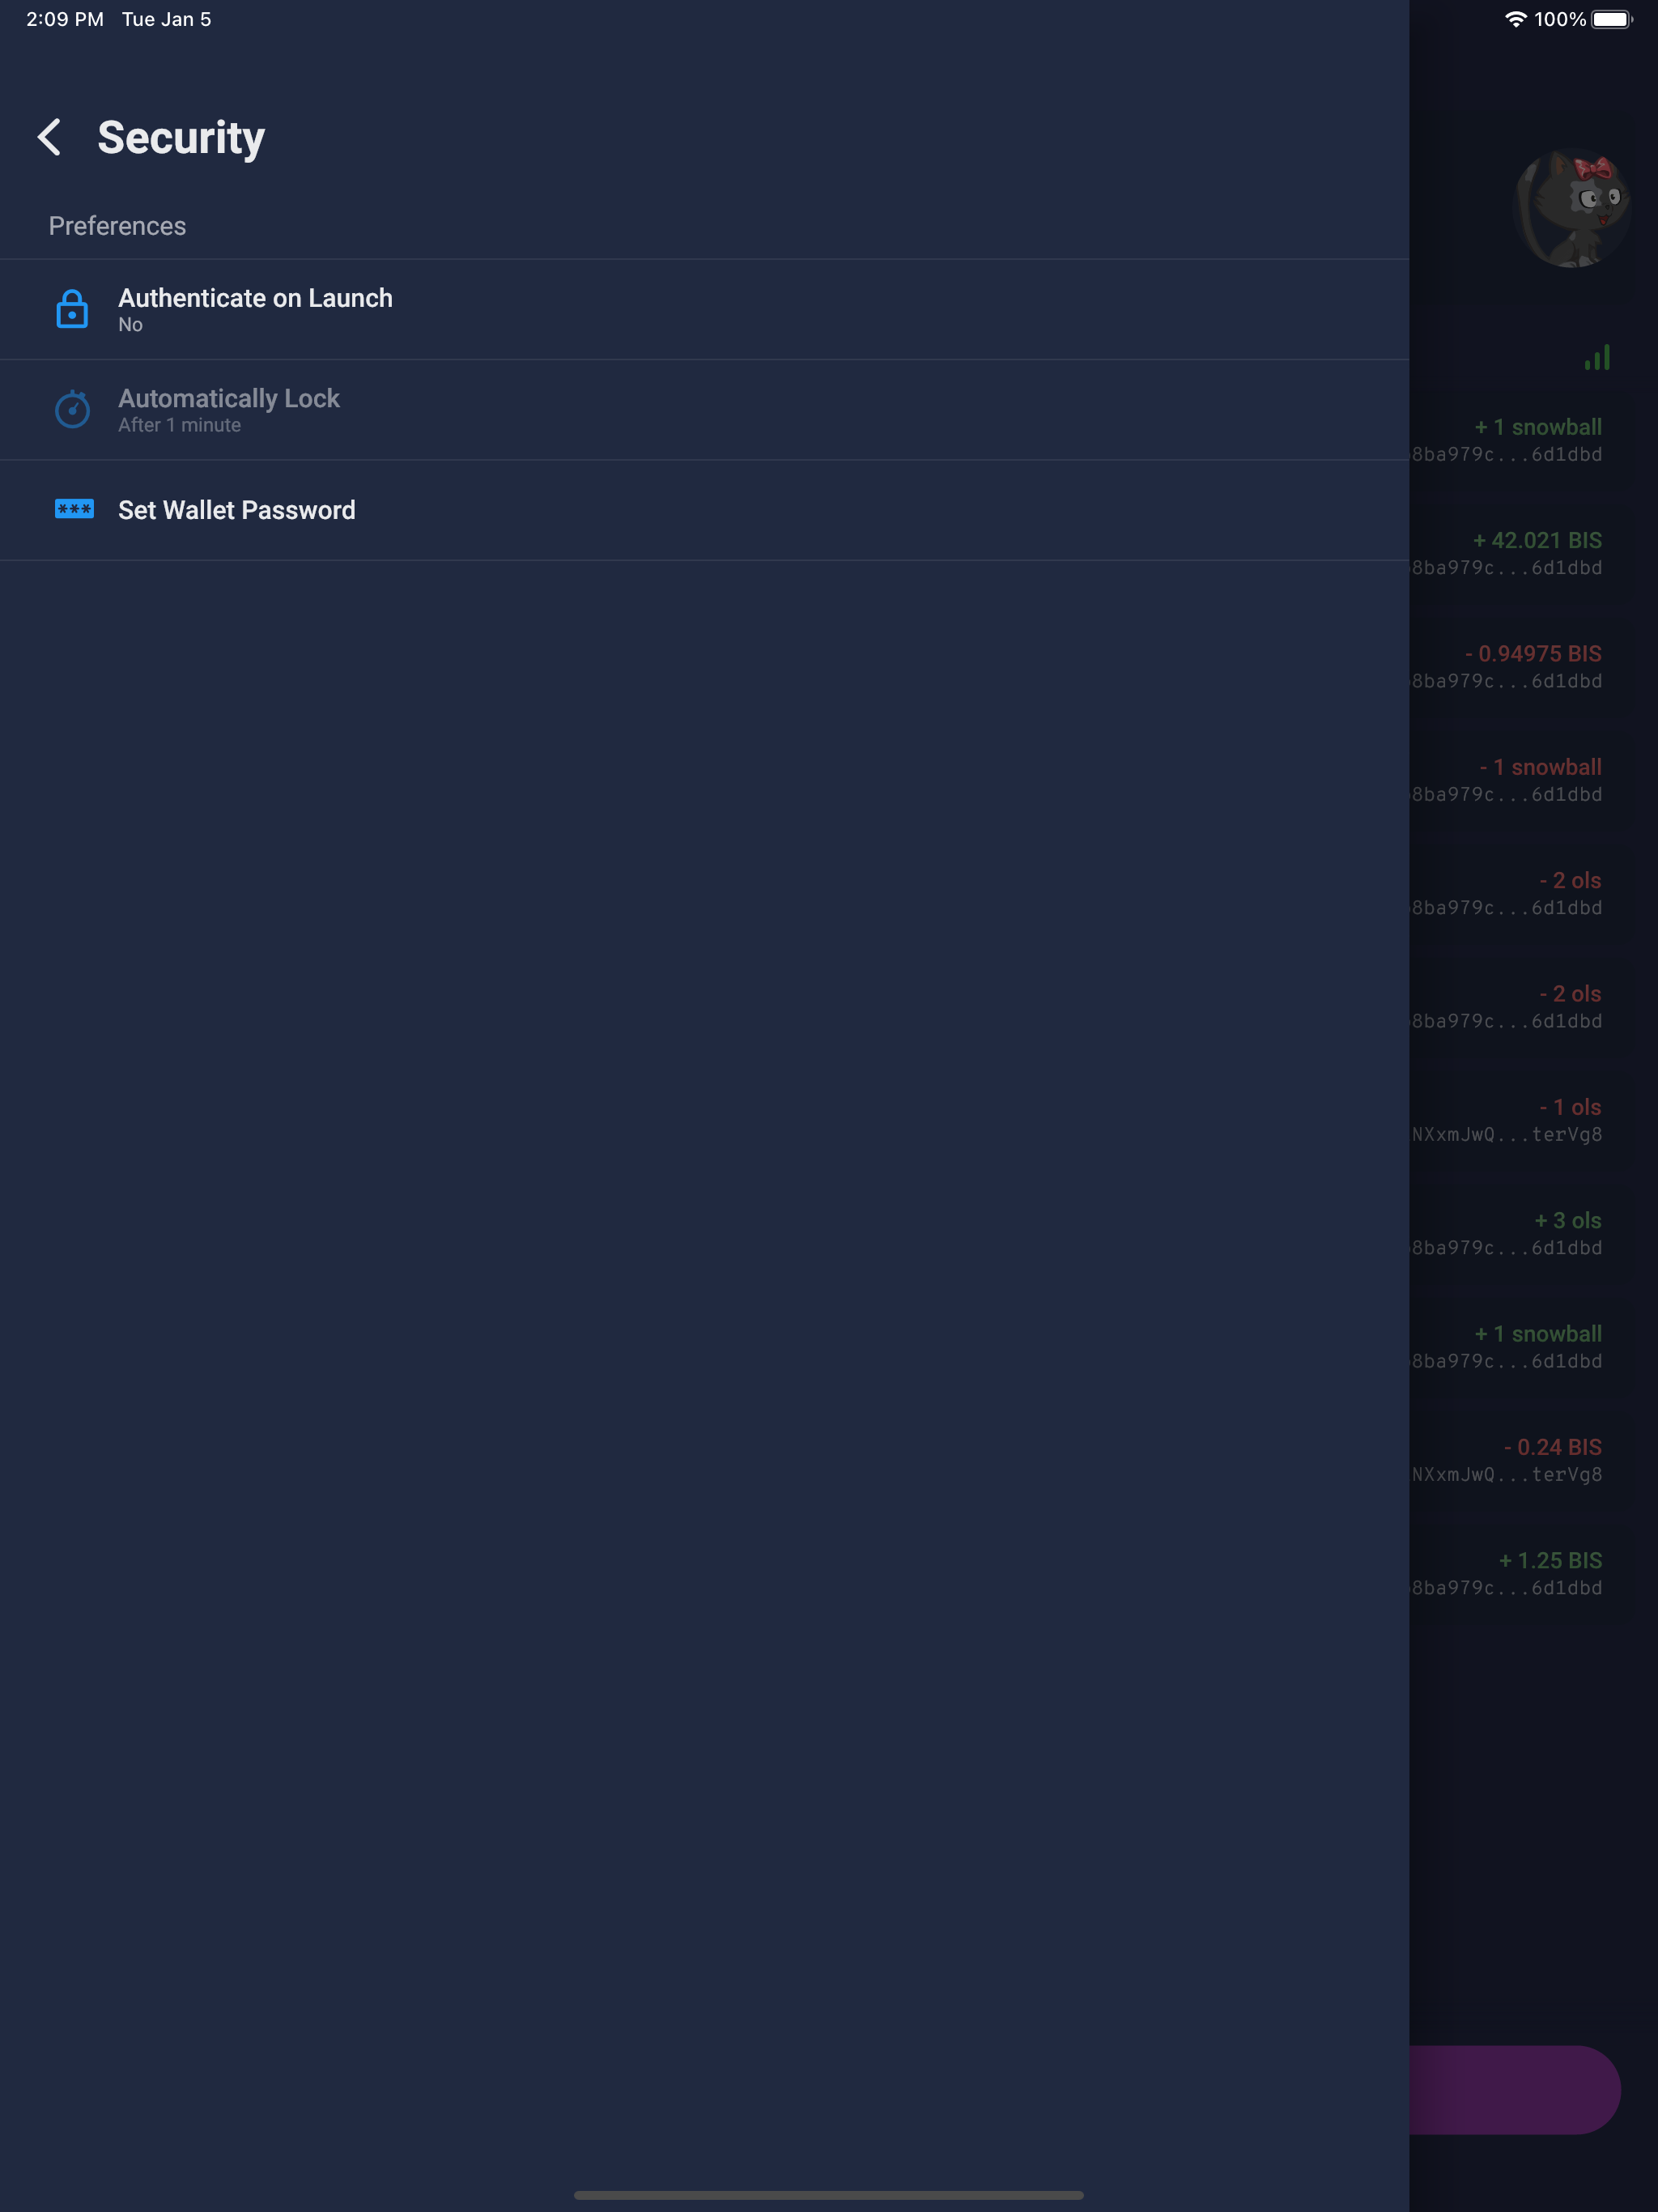 2:09 PM Tue Jan 5 100%
Security
Preferences
Authenticate on Launch
No
Automatically Lock
After 1 minute
*** Set Wallet Password
+ 1 snowball
8ba979c...6d1dbd
+ 42.021 BIS
8ba979c...6d1dbd
- 0.94975 BIS
8ba979c...6d1dbd
- 1 snowball
8ba979c...6d1dbd
- 2 ols
8ba979c...6d1dbd
- 2 ols
8ba979c...6d1dbd
- 1 ols
NXxmJwQ...terVg8
+ 3 ols
8ba979c...6d1dbd
+ 1 snowball
8ba979c...6d1dbd
- 0.24 BIS
NXxmJwQ...terVg8
+ 1.25 BIS
8ba979c...6d1dbd